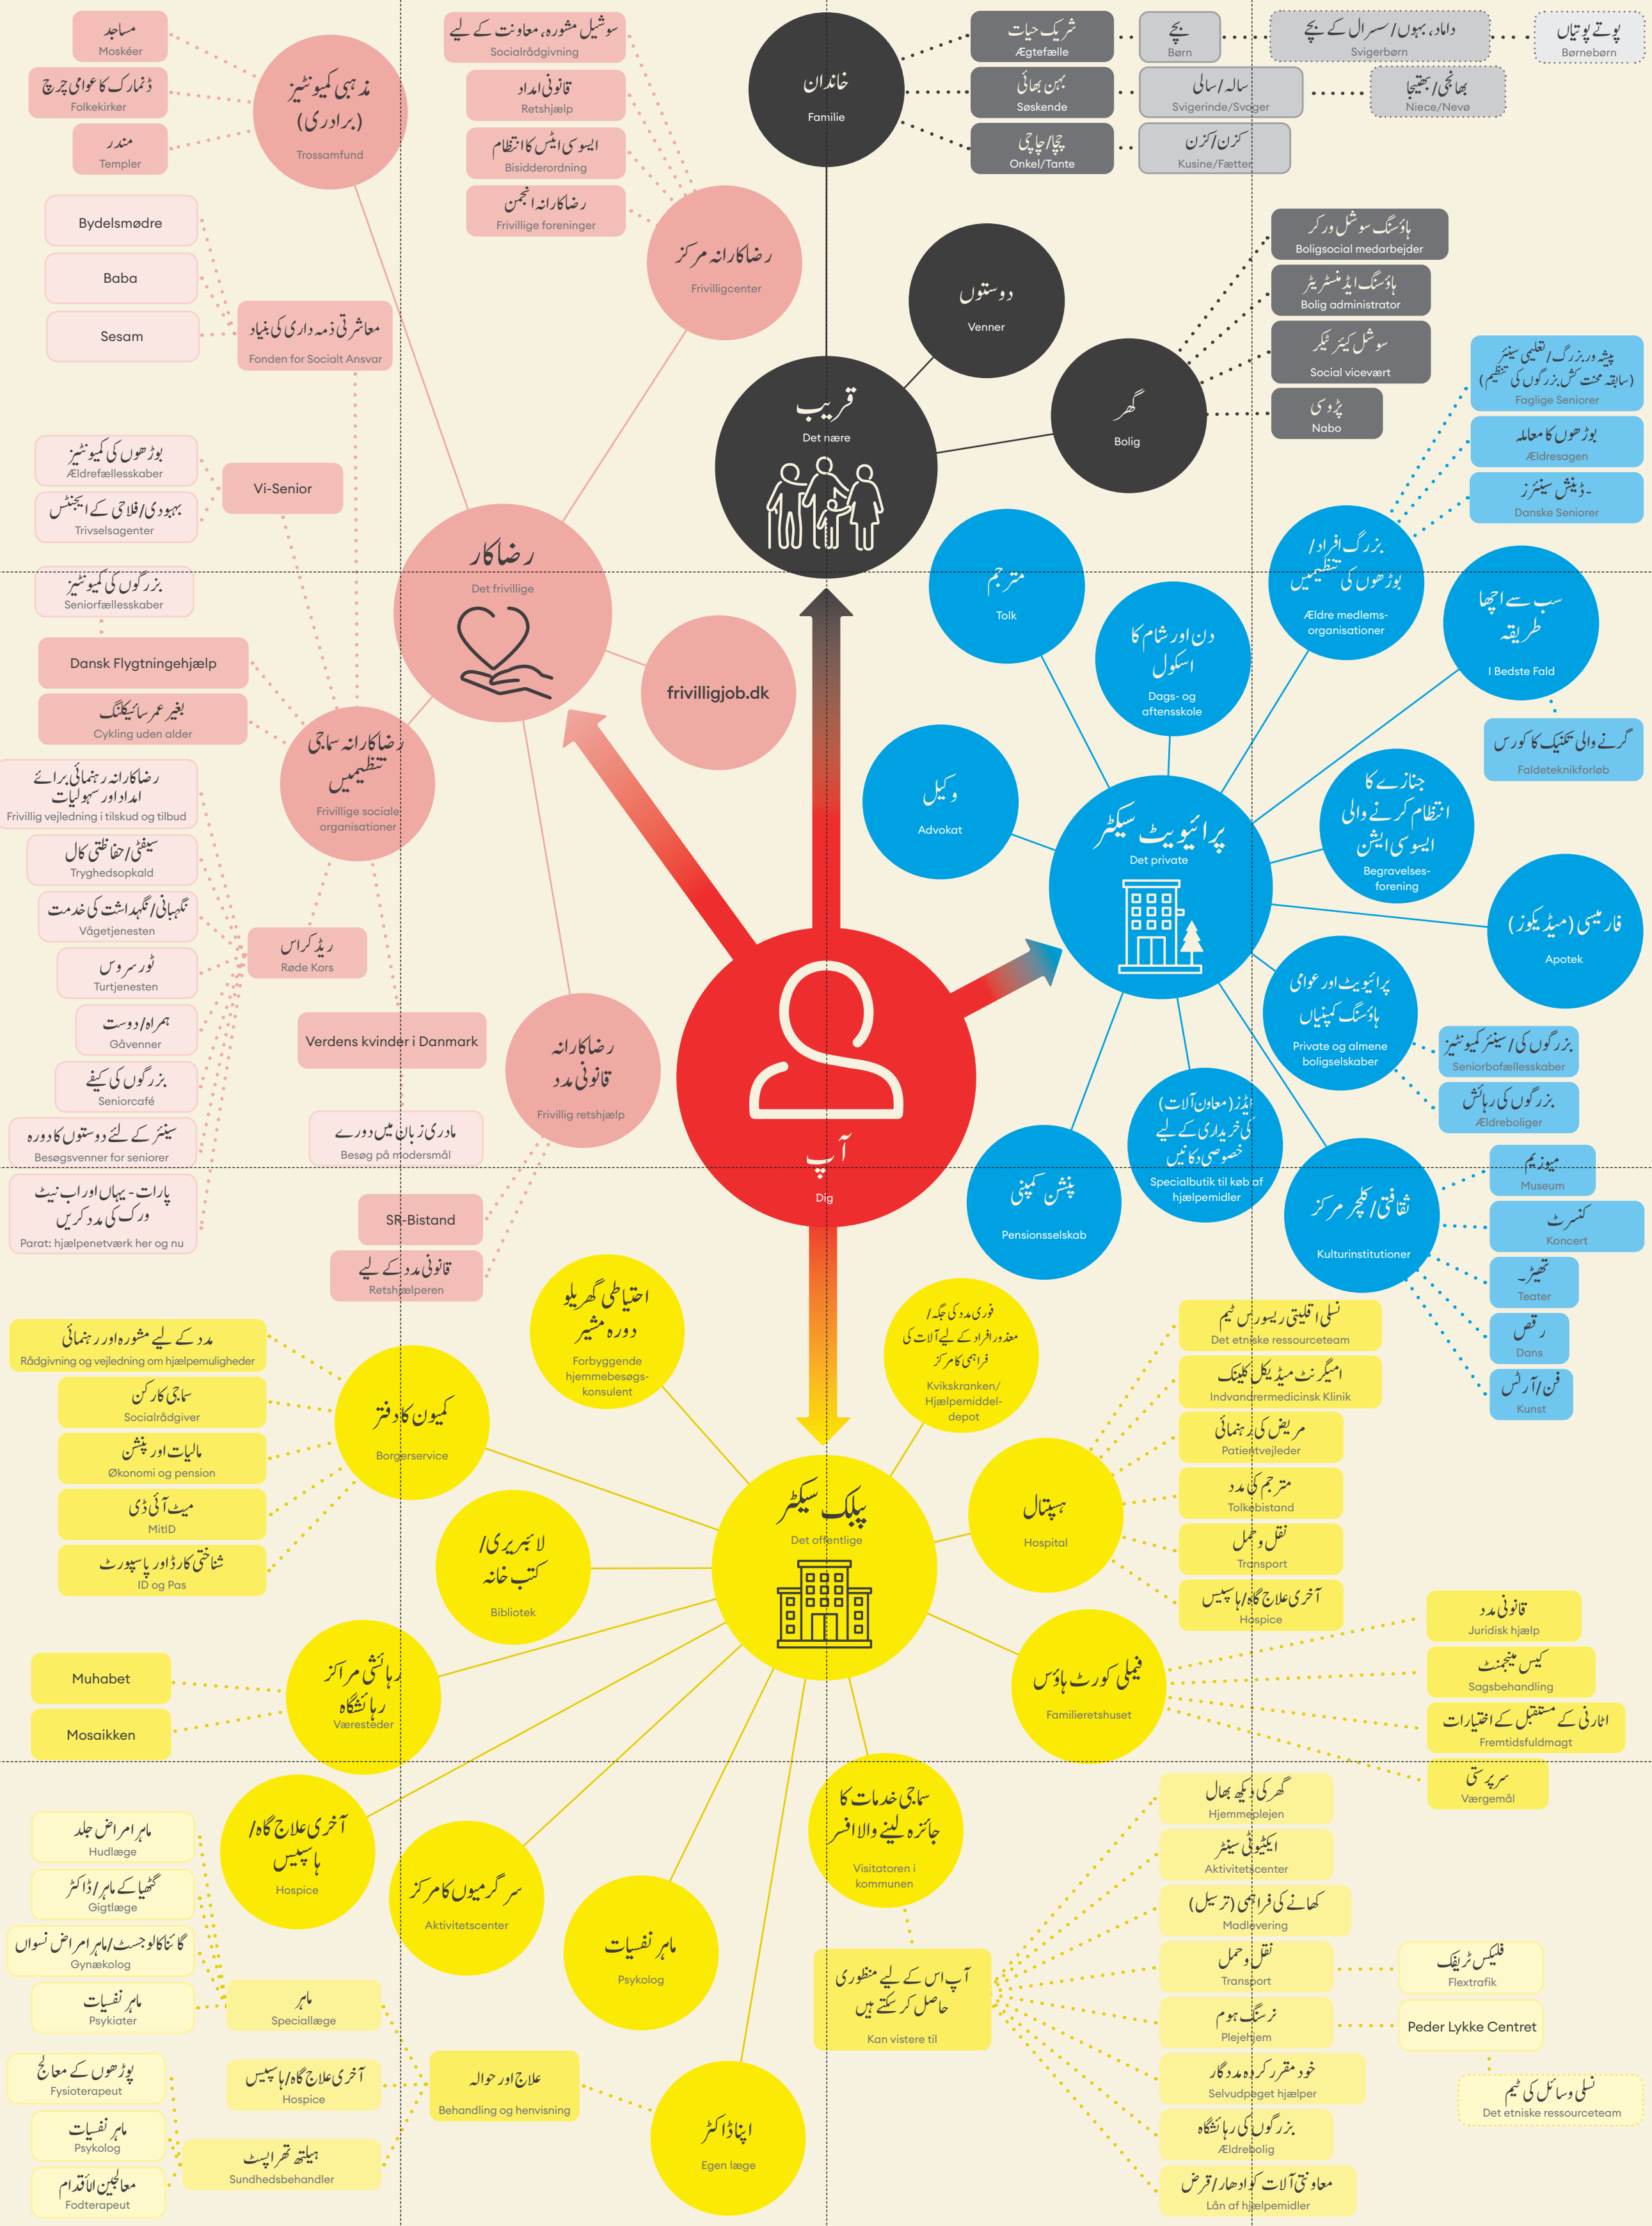 مساجد
Moskéer
ڈنمارک کا عوامی چرچ
Folkekirker
مندر
Templer
مذہبی کمیونٹیز
(برادری)
Trossamfund
سوشیل مشورہ، معاونت کے لیے
Socialrådgivning
قانونی امداد
Retshjælp
ایسوسی ایٹس کا انتظام
Bisidderordning
رضاکارانہ انجمن
Frivillige foreninger
رضاکارانہ مرکز
Frivilligcenter
خاندان
Familie
شریک حیات
Ægtefælle
بچے
Børn
داماد، بہوں / سسرال کے بچے
Svigerbørn
پوتے پوتیاں
Børnebørn
بہن بھائی
Søskende
سالہ/سالی
Svigerinde/Svoger
بھانجی/بھتیجا
Niece/Nevø
چچا/چاچی
Onkel/Tante
کزن/کزن
Kusine/Fætter
Bydelsmødre
Baba
Sesam
معاشرتی ذمہ داری کی بنیاد
Fonden for Socialt Ansvar
دوستوں
Venner
ہاؤسنگ سوشل ورکر
Boligsocial medarbejder
ہاؤسنگ ایڈمنسٹریٹر
Bolig administrator
سوشل کیئر ٹیکر
Social vicevært
پڑوسی
Nabo
گھر
Bolig
قریب
Det nære
پیشہ ور بزرگ/تعلیمی سینئر
(سابقہ محنت کش بزرگوں کی تنظیم)
Faglige Seniorer
بوڑھوں کا معاملہ
Ældresagen
ڈینش سینئرز-
Danske Seniorer
بوڑھوں کی کمیونٹیز
Ældrefællesskaber
بہبودی/فلاحی کے ایجنٹس
Trivselsagenter
Vi-Senior
رضاکار
Det frivillige
مترجم
Tolk
دن اور شام کا
اسکول
Dags- og
aftensskole
بزرگ افراد/
بوڑھوں کی تنظیمیں
Ældre medlems-
organisationer
سب سے اچھا
طریقہ
I Bedste Fald
گرنے والی تکنیک کا کورس
Faldeteknikforløb
بزرگوں کی کمیونٹیز
Seniorfællesskaber
Dansk Flygtningehjælp
بغیر عمر سائیکلنگ
Cykling uden alder
رضاکارانہ سماجی
تنظیمیں
Frivillige sociale
organisationer
frivilligjob.dk
وکیل
Advokat
پرائیویٹ سیکٹر
Det private
جنازے کا
انتظام کرنے والی
ایسوسی ایشن
Begravelses-
forening
فارمیسی (میڈیکوز)
Apotek
رضاکارانہ رہنمائی برائے
امداد اور سہولیات
Frivillig vejledning i tilskud og tilbud
سیفٹی/حفاظتی کال
Tryghedsopkald
نگہبانی/نگہداشت کی خدمت
Vågetjenesten
ٹور سروس
Turtjenesten
ہمراہ/دوست
Gåvenner
بزرگوں کی کیفے
Seniorcafé
سینئر کے لئے دوستوں کا دورہ
Besøgsvenner for seniorer
پارات - یہاں اور اب نیٹ
ورک کی مدد کریں
Parat: hjælpenetværk her og nu
ریڈ کراس
Røde Kors
Verdens kvinder i Danmark
مادری زبان میں دورے
Besøg på modersmål
رضاکارانہ
قانونی مدد
Frivillig retshjælp
SR-Bistand
قانونی مدد کے لیے
Retshjælperen
آپ
Dig
پرائیویٹ اور عوامی
ہاؤسنگ کمپنیاں
Private og almene
boligselskaber
بزرگوں کی/سینئر کمیونٹیز
Seniorbofællesskaber
بزرگوں کی رہائش
Ældreboliger
ایڈز (معاون آلات)
کی خریداری کے لیے
خصوصی دکانیں
Specialbutik til køb af
hjælpemidler
پنشن کمپنی
Pensionsselskab
ثقافتی/کلچر مرکز
Kulturinstitutioner
میوزیم
Museum
کنسرٹ
Koncert
تھیٹر۔
Teater
رقص
Dans
فن/آرٹس
Kunst
احتیاطی گھریلو
دورہ مشیر
Forbyggende
hjemmebesøgs-
konsulent
فوری مدد کی جگہ/
معذور افراد کے لیے آلات کی
فراہمی کا مرکز
Kvikskranken/
Hjælpemiddel-
depot
مدد کے لیے مشورہ اور رہنمائی
Rådgivning og vejledning om hjælpemuligheder
سماجی کارکن
Socialrådgiver
مالیات اور پنشن
Økonomi og pension
میٹ آئی ڈی
MitID
شناختی کارڈ اور پاسپورٹ
ID og Pas
کمیون کا دفتر
Borgerservice
نسلی اقلیتی ریسورس ٹیم
Det etniske ressourceteam
امیگرنٹ میڈیکل کلینک
Indvandrermedicinsk Klinik
مریض کی رہنمائی
Patientvejleder
مترجم کی مدد
Tolkebistand
نقل و حمل
Transport
آخری علاج گاہ/ہاسپیس
Hospice
ہسپتال
Hospital
پبلک سیکٹر
Det offentlige
لائبریری/
کتب خانہ
Bibliotek
رہائشی مراکز
رہائشگاہ
Væresteder
Muhabet
Mosaikken
فیملی کورٹ ہاؤس
Familieretshuset
قانونی مدد
Juridisk hjælp
کیس مینجمنٹ
Sagsbehandling
اٹارنی کے مستقبل کے اختیارات
Fremtidsfuldmagt
سرپرستی
Værgemål
آخری علاج گاہ/
ہاسپیس
Hospice
سرگرمیوں کا مرکز
Aktivitetscenter
ماہر نفسیات
Psykolog
سماجی خدمات کا
جائزہ لینے والا افسر
Visitatoren i
kommunen
آپ اس کے لیے منظوری
حاصل کر سکتے ہیں
Kan vistere til
گھر کی دیکھ بھال
Hjemmeplejen
ایکٹیوٹی سینٹر
Aktivitetscenter
کھانے کی فراہمی (ترسیل)
Madlevering
نقل و حمل
Transport
فلیکس ٹریفک
Flextrafik
نرسنگ ہوم
Plejehjem
Peder Lykke Centret
نسلی وسائل کی ٹیم
Det etniske ressourceteam
خود مقرر کردہ مددگار
Selvudpeget hjælper
بزرگوں کی رہائشگاہ
Ældrebolig
معاونتی آلات کو ادھار/قرض
Lån af hjælpemidler
ماہر امراض جلد
Hudlæge
گٹھیا کے ماہر/ڈاکٹر
Gigtlæge
گائناکالوجسٹ/ماہر امراض نسواں
Gynækolog
ماہر نفسیات
Psykiater
ماہر
Speciallæge
آخری علاج گاہ/ہاسپیس
Hospice
علاج اور حوالہ
Behandling og henvisning
پوڑھوں کے معالج
Fysioterapeut
ماہر نفسیات
Psykolog
معالجین الأقدام
Fodterapeut
ہیلتھ تھراپسٹ
Sundhedsbehandler
اپنا ڈاکٹر
Egen læge